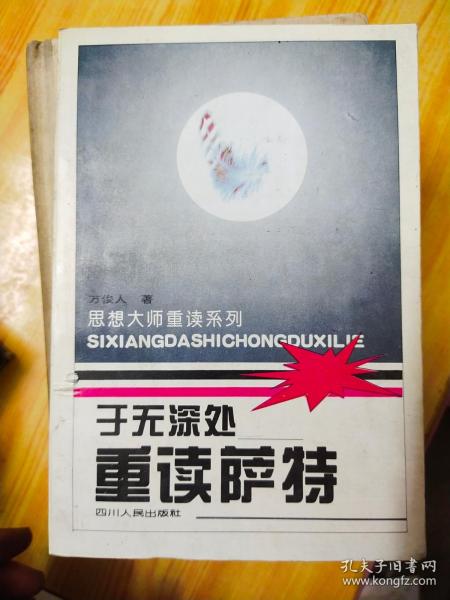 万俊人 著
思想大师重读系列
SIXIANGDASHICHONGDUXILIE
于无深处
重读萨特
四川人民出版社
孔夫子旧书网
www.kongfz.com